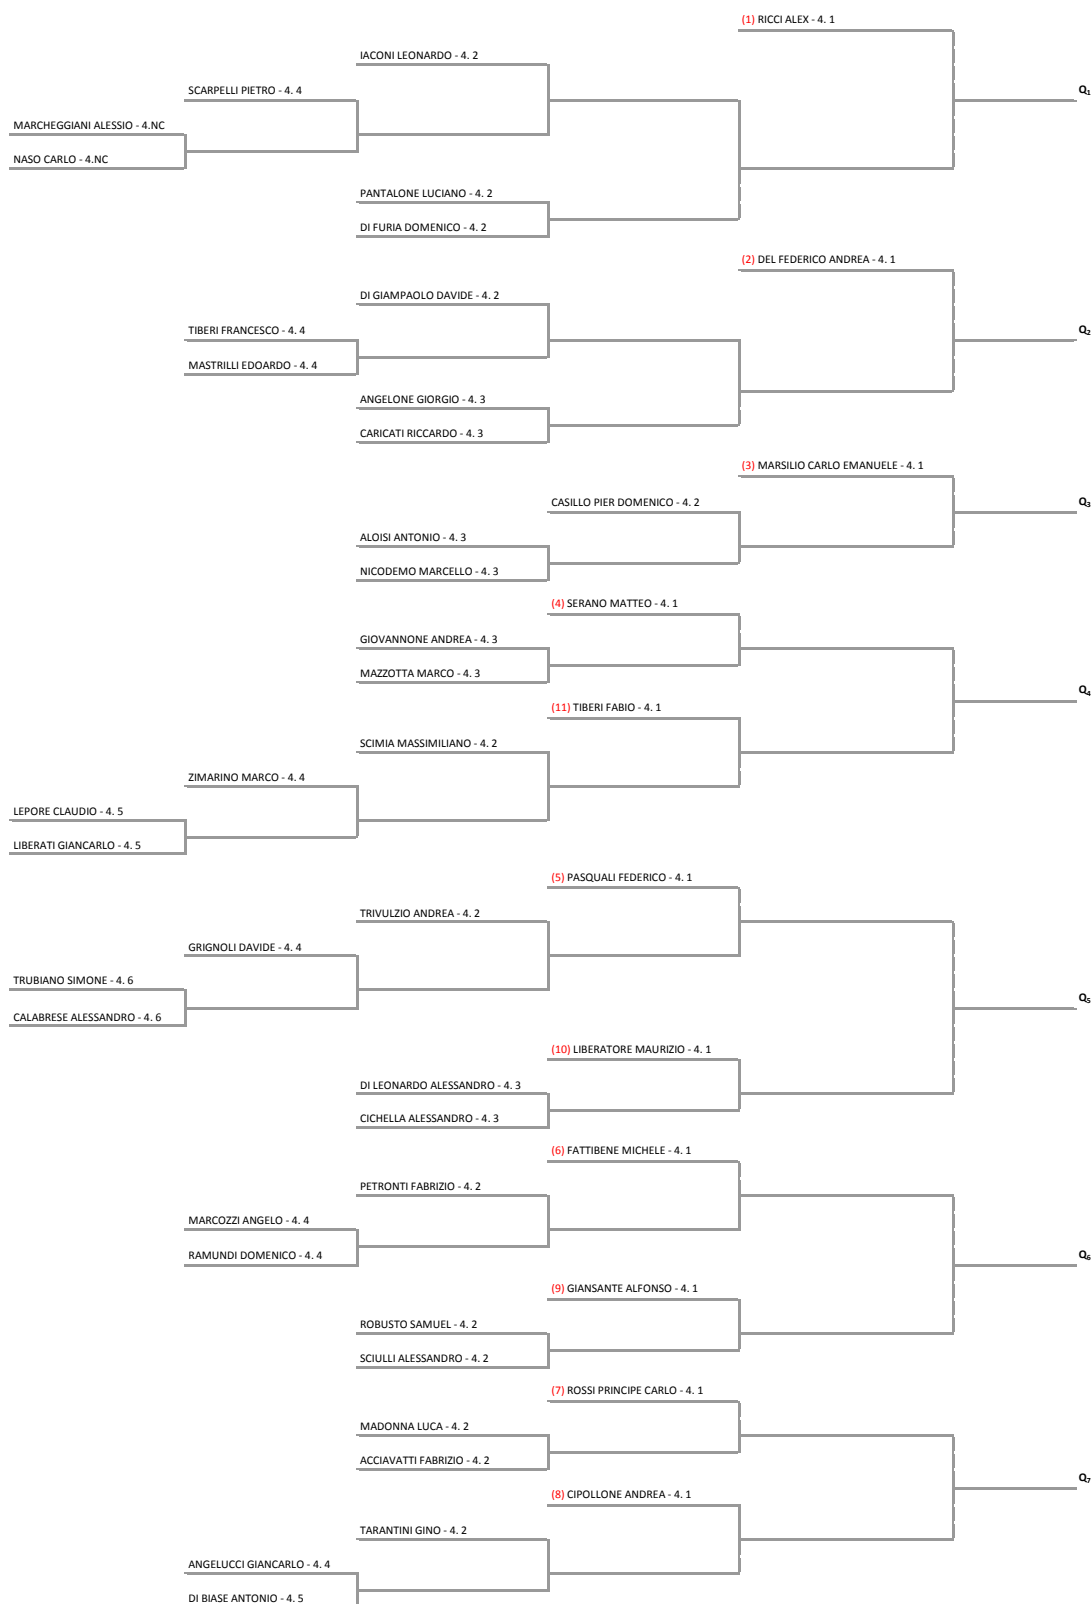 (1) RICCI ALEX - 4. 1
IACONI LEONARDO - 4. 2
SCARPELLI PIETRO - 4. 4
Q1
MARCHEGGIANI ALESSIO - 4.NC
NASO CARLO - 4.NC
PANTALONE LUCIANO - 4. 2
DI FURIA DOMENICO - 4. 2
(2) DEL FEDERICO ANDREA - 4. 1
DI GIAMPAOLO DAVIDE - 4. 2
TIBERI FRANCESCO - 4. 4
Q2
MASTRILLI EDOARDO - 4. 4
ANGELONE GIORGIO - 4. 3
CARICATI RICCARDO - 4. 3
(3) MARSILIO CARLO EMANUELE - 4. 1
CASILLO PIER DOMENICO - 4. 2
Q3
ALOISI ANTONIO - 4. 3
NICODEMO MARCELLO - 4. 3
(4) SERANO MATTEO - 4. 1
GIOVANNONE ANDREA - 4. 3
MAZZOTTA MARCO - 4. 3
Q4
(11) TIBERI FABIO - 4. 1
SCIMIA MASSIMILIANO - 4. 2
ZIMARINO MARCO - 4. 4
LEPORE CLAUDIO - 4. 5
LIBERATI GIANCARLO - 4. 5
(5) PASQUALI FEDERICO - 4. 1
TRIVULZIO ANDREA - 4. 2
GRIGNOLI DAVIDE - 4. 4
TRUBIANO SIMONE - 4. 6
Q5
CALABRESE ALESSANDRO - 4. 6
(10) LIBERATORE MAURIZIO - 4. 1
DI LEONARDO ALESSANDRO - 4. 3
CICHELLA ALESSANDRO - 4. 3
(6) FATTIBENE MICHELE - 4. 1
PETRONTI FABRIZIO - 4. 2
MARCOZZI ANGELO - 4. 4
RAMUNDI DOMENICO - 4. 4
Q6
(9) GIANSANTE ALFONSO - 4. 1
ROBUSTO SAMUEL - 4. 2
SCIULLI ALESSANDRO - 4. 2
(7) ROSSI PRINCIPE CARLO - 4. 1
MADONNA LUCA - 4. 2
ACCIAVATTI FABRIZIO - 4. 2
Q7
(8) CIPOLLONE ANDREA - 4. 1
TARANTINI GINO - 4. 2
ANGELUCCI GIANCARLO - 4. 4
DI BIASE ANTONIO - 4. 5